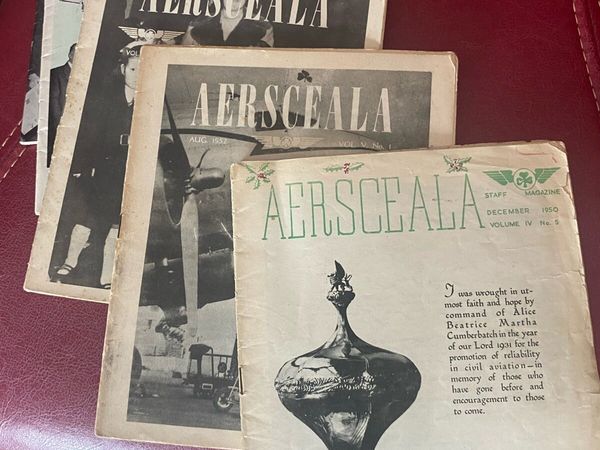 AERSCEALA
VOL
AERSCEALA
AUG. 1952 VOL. V, No. 1
AERSCEALA
STAFF MAGAZINE
DECEMBER 1950
VOLUME IV No. 5
I was wrought in ut-
most faith and hope by
command of Alice
Beatrice Martha
Cumberbatch in the year
of our Lord 1931 for the
promotion of reliability
in civil aviation—in
memory of those who
have gone before and
encouragement to those
to come.